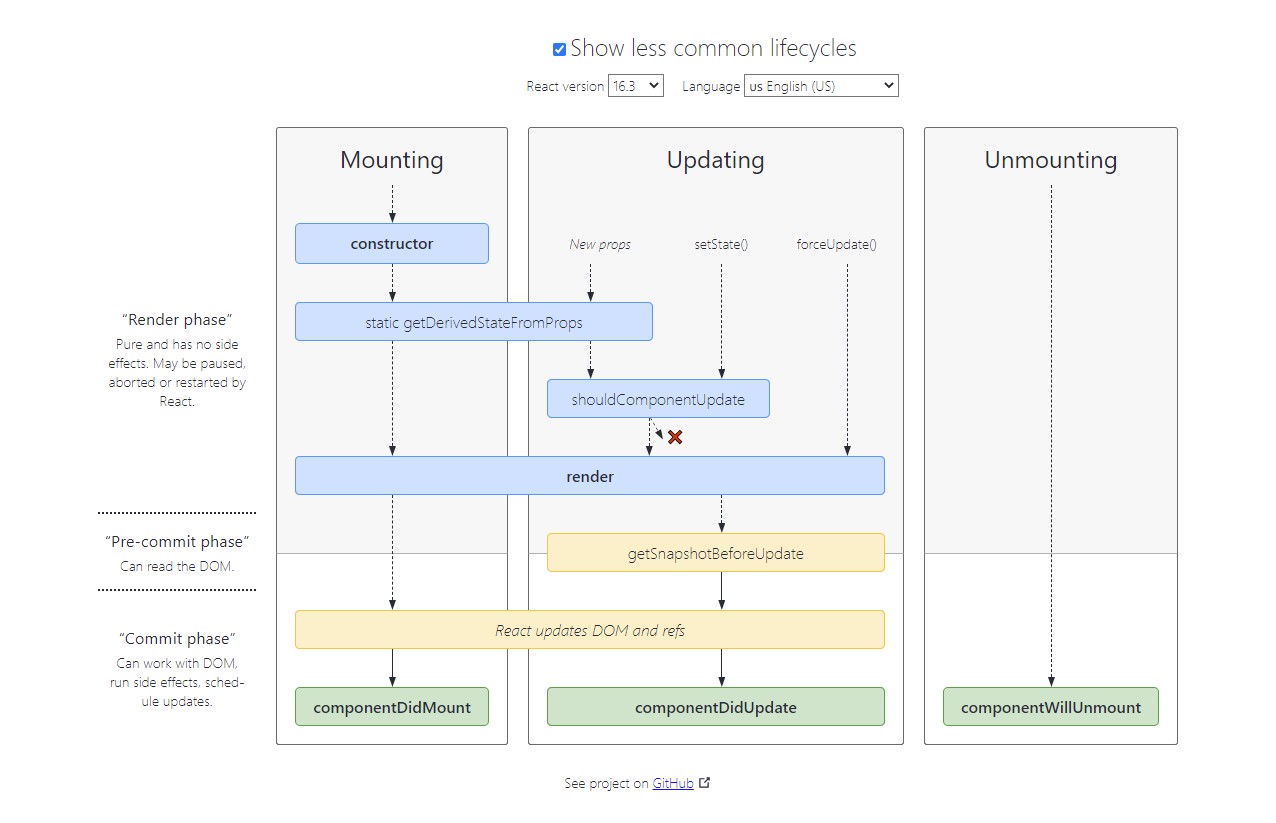 Show less common lifecycles
React version 16.3 Language us English (US)
Mounting
Updating
Unmounting
constructor
New props
setState()
forceUpdate()
“Render phase”
Pure and has no side
effects. May be paused,
aborted or restarted by
React.
static getDerivedStateFromProps
shouldComponentUpdate
render
“Pre-commit phase”
Can read the DOM.
getSnapshotBeforeUpdate
“Commit phase”
Can work with DOM,
run side effects, sched-
ule updates.
React updates DOM and refs
componentDidMount
componentDidUpdate
componentWillUnmount
See project on GitHub